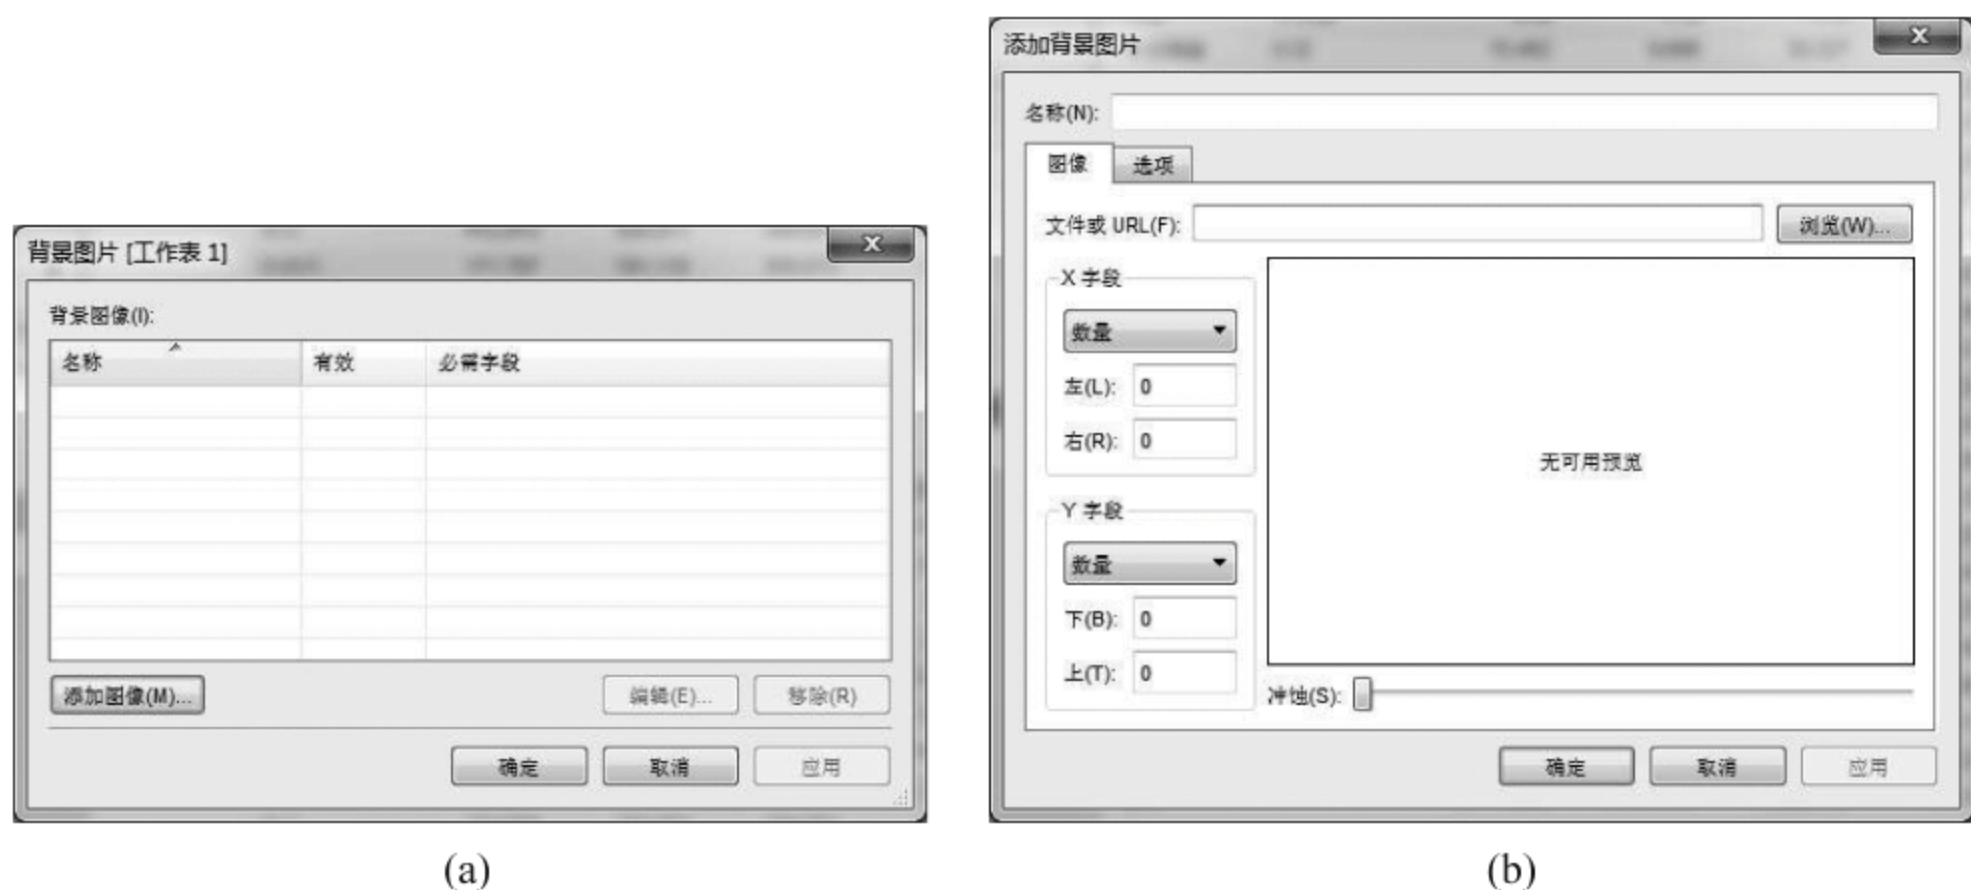 背景图片 [工作表 1]
背景图像(I):
名称 有效 必需字段
添加图像(M)... 编辑(E)... 移除(R)
确定 取消 应用
(a)
添加背景图片
名称(N):
图像 选项
文件或 URL(F): 浏览(W)...
X 字段
数量
左(L): 0
右(R): 0
无可用预览
Y 字段
数量
下(B): 0
上(T): 0
冲蚀(S):
确定 取消 应用
(b)